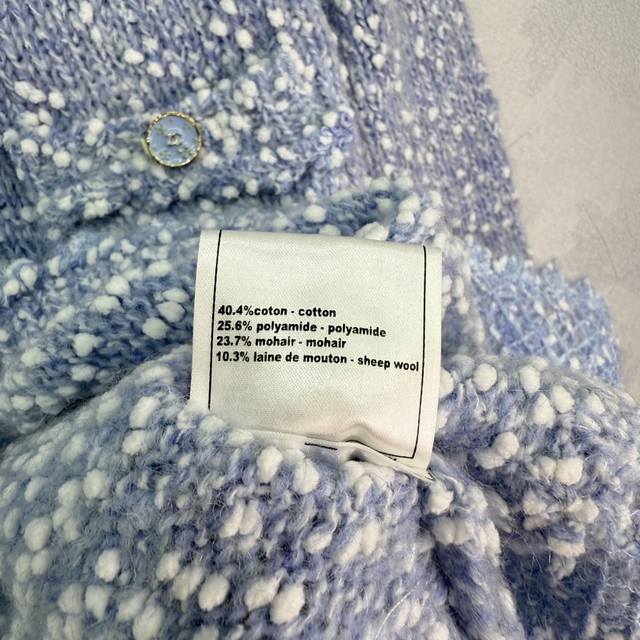 40.4%coton - cotton
25.6% polyamide - polyamide
23.7% mohair - mohair
10.3% laine de mouton - sheep wool